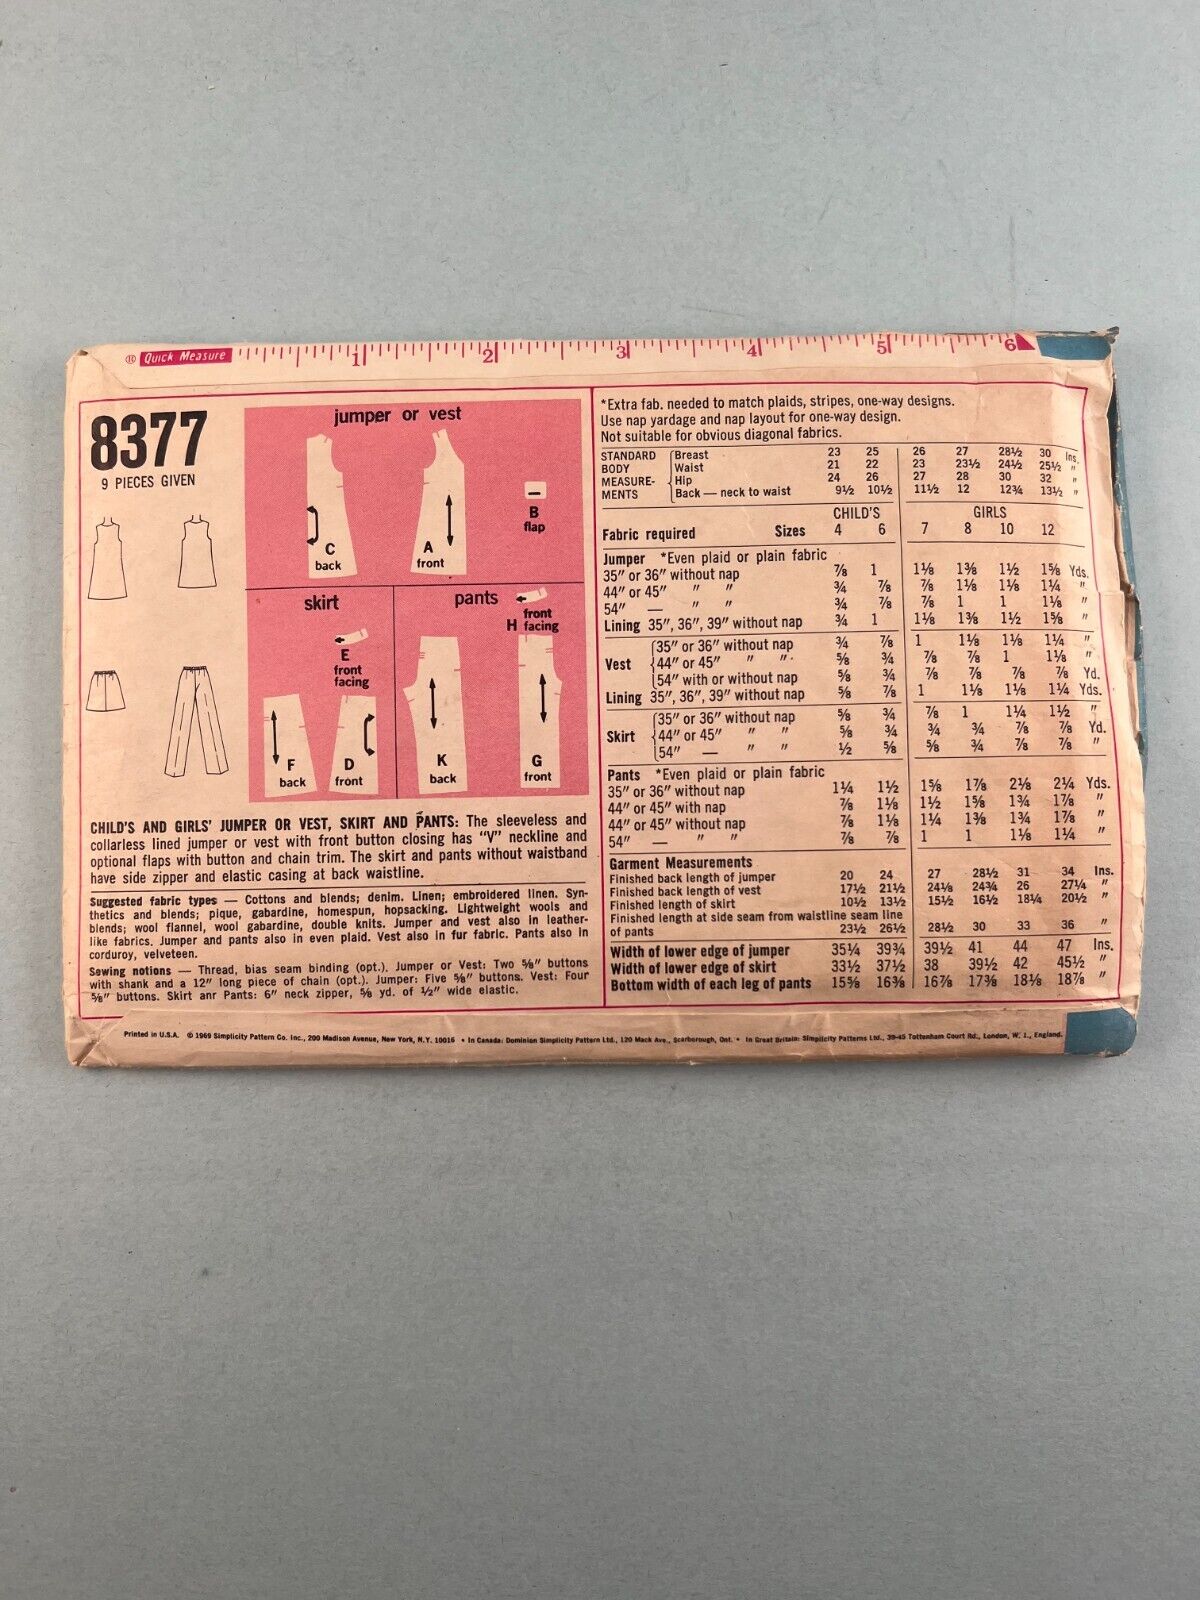 ® Quick Measure 1 2 3 4 5 6
8377
9 PIECES GIVEN
jumper or vest
C
back
A
front
B
flap
skirt
E
front
facing
F
back
D
front
pants
front
H facing
K
back
G
front
CHILD'S AND GIRLS' JUMPER OR VEST, SKIRT AND PANTS: The sleeveless and
collarless lined jumper or vest with front button closing has "V" neckline and
optional flaps with button and chain trim. The skirt and pants without waistband
have side zipper and elastic casing at back waistline.
Suggested fabric types — Cottons and blends; denim. Linen; embroidered linen. Syn-
thetics and blends; pique, gabardine, homespun, hopsacking. Lightweight wools and
blends; wool flannel, wool gabardine, double knits. Jumper and vest also in leather-
like fabrics. Jumper and pants also in even plaid. Vest also in fur fabric. Pants also in
corduroy, velveteen.
Sewing notions — Thread, bias seam binding (opt.). Jumper or Vest: Two ⅝" buttons
with shank and a 12" long piece of chain (opt.). Jumper: Five ⅝" buttons. Vest: Four
⅝" buttons. Skirt anr Pants: 6" neck zipper, ⅝ yd. of ½" wide elastic.
*Extra fab. needed to match plaids, stripes, one-way designs.
Use nap yardage and nap layout for one-way design.
Not suitable for obvious diagonal fabrics.
STANDARD Breast 23 25 26 27 28½ 30 Ins.
BODY Waist 21 22 23 23½ 24½ 25½ "
MEASURE- Hip 24 26 27 28 30 32 "
MENTS Back — neck to waist 9½ 10½ 11½ 12 12¾ 13½ "
CHILD'S GIRLS
Fabric required Sizes 4 6 7 8 10 12
Jumper *Even plaid or plain fabric
35" or 36" without nap ⅞ 1 1⅛ 1⅜ 1½ 1⅝ Yds.
44" or 45" " " ¾ ⅞ ⅞ 1⅛ 1⅛ 1¼ "
54" — " " ¾ ⅞ ⅞ 1 1 1⅛ "
Lining 35", 36", 39" without nap ¾ 1 1⅛ 1⅜ 1½ 1⅝ "
35" or 36" without nap ¾ ⅞ 1 1⅛ 1⅛ 1¼ "
Vest 44" or 45" " " ⅝ ¾ ⅞ ⅞ 1 1⅛ "
54" with or without nap ⅝ ¾ ⅞ ⅞ ⅞ ⅞ Yd.
Lining 35", 36", 39" without nap ⅝ ⅞ 1 1⅛ 1⅛ 1¼ Yds.
35" or 36" without nap ⅝ ¾ ⅞ 1 1¼ 1½ "
Skirt 44" or 45" " " ⅝ ¾ ¾ ¾ ⅞ ⅞ Yd.
54" — " " ½ ⅝ ⅝ ¾ ⅞ ⅞ "
Pants *Even plaid or plain fabric
35" or 36" without nap 1¼ 1½ 1⅝ 1⅞ 2⅛ 2¼ Yds.
44" or 45" with nap ⅞ 1⅛ 1½ 1⅝ 1¾ 1⅞ "
44" or 45" without nap ⅞ 1⅛ 1¼ 1⅜ 1¾ 1⅞ "
54" — " " ⅞ ⅞ 1 1 1⅛ 1¼ "
Garment Measurements
Finished back length of jumper 20 24 27 28½ 31 34 Ins.
Finished back length of vest 17½ 21½ 24⅛ 24¾ 26 27¼ "
Finished length of skirt 10½ 13½ 15½ 16½ 18¼ 20½ "
Finished length at side seam from waistline seam line
of pants 23½ 26½ 28½ 30 33 36 "
Width of lower edge of jumper 35¼ 39¾ 39½ 41 44 47 Ins.
Width of lower edge of skirt 33½ 37½ 38 39½ 42 45½ "
Bottom width of each leg of pants 15⅝ 16⅜ 16⅞ 17⅜ 18⅛ 18⅞ "
Printed in U.S.A. © 1969 Simplicity Pattern Co. Inc., 200 Madison Avenue, New York, N.Y. 10016 • In Canada: Dominion Simplicity Pattern Ltd., 120 Mack Ave., Scarborough, Ont. • In Great Britain: Simplicity Patterns Ltd., 39-45 Tottenham Court Rd., London, W. 1., England.